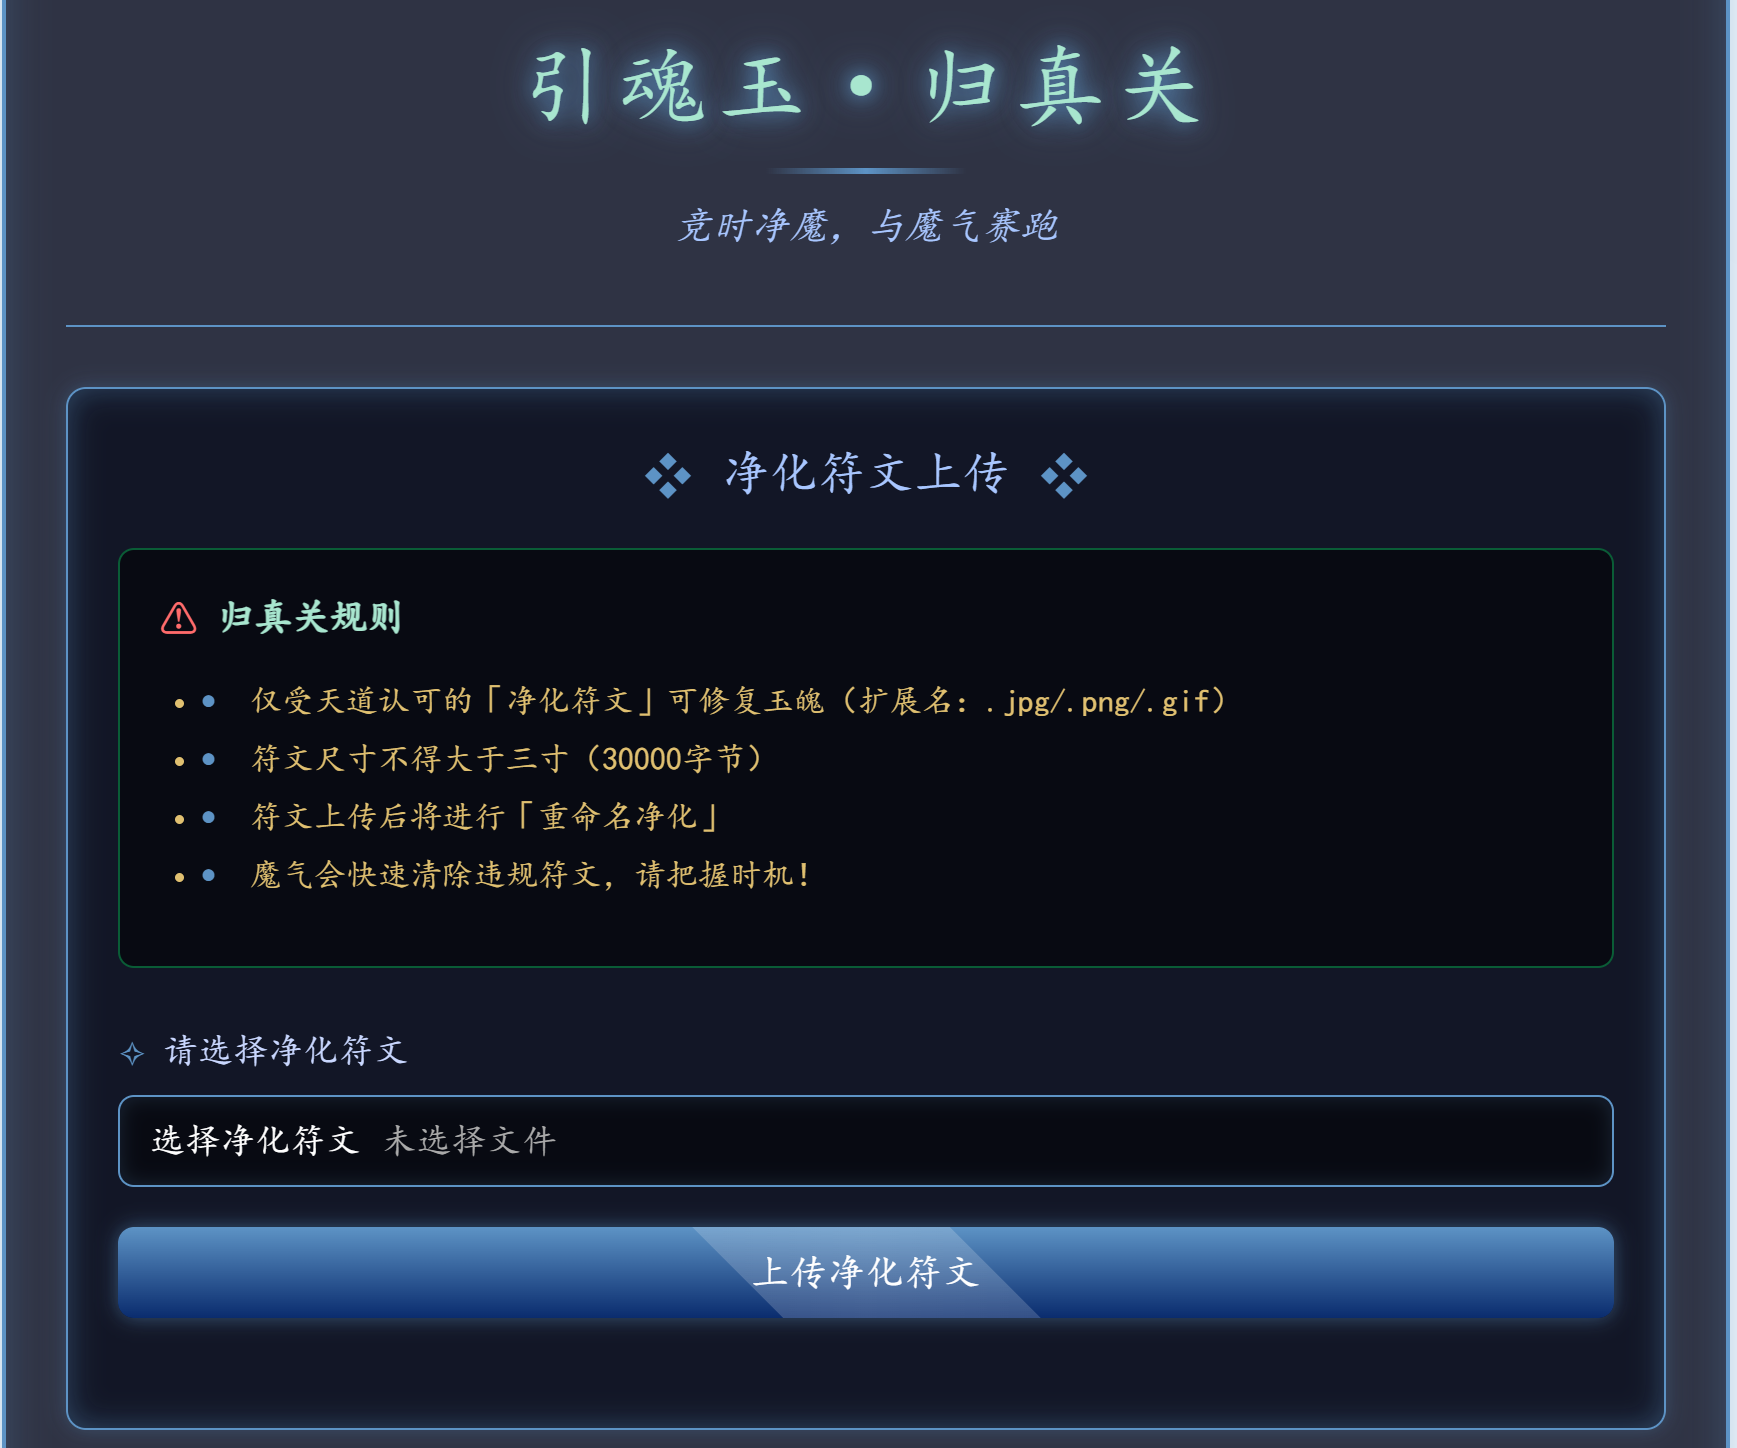 引魂玉·归真关
竞时净魔，与魔气赛跑
净化符文上传
归真关规则
仅受天道认可的「净化符文」可修复玉魄（扩展名：.jpg/.png/.gif）
符文尺寸不得大于三寸（30000字节）
符文上传后将进行「重命名净化」
魔气会快速清除违规符文，请把握时机！
请选择净化符文
选择净化符文 未选择文件
上传净化符文